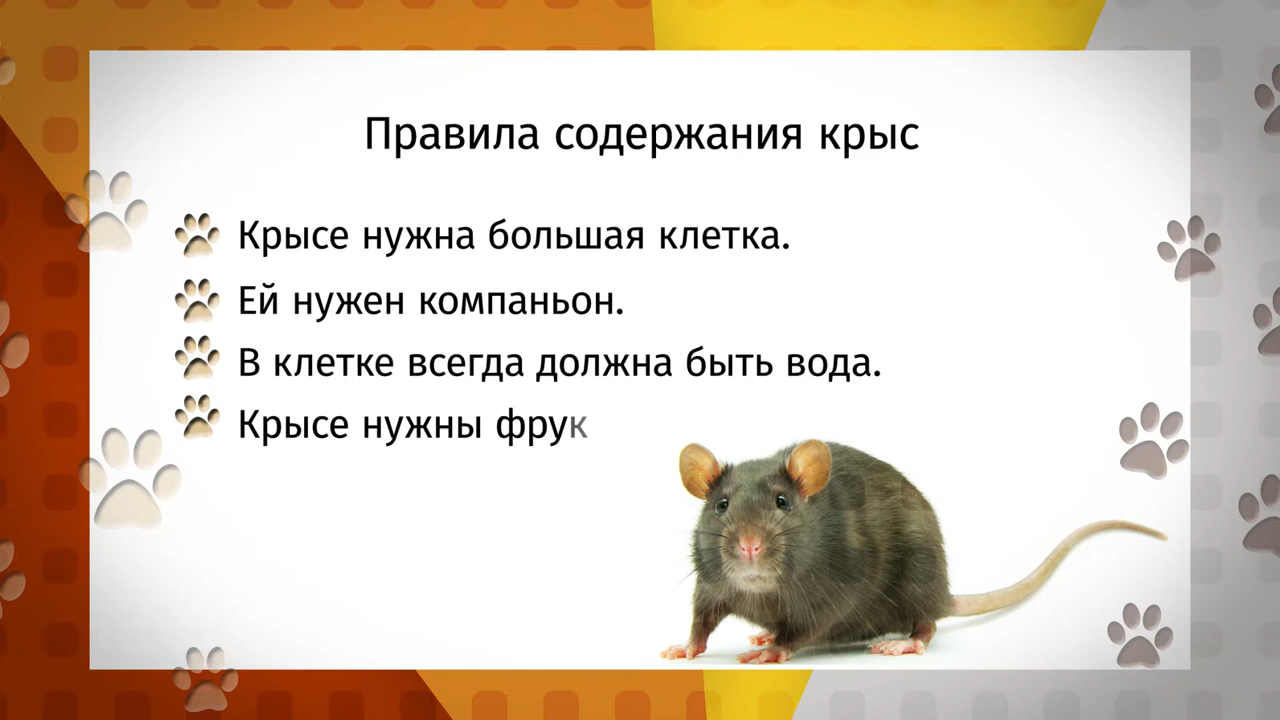 Правила содержания крыс
Крысе нужна большая клетка.
Ей нужен компаньон.
В клетке всегда должна быть вода.
Крысе нужны фрук